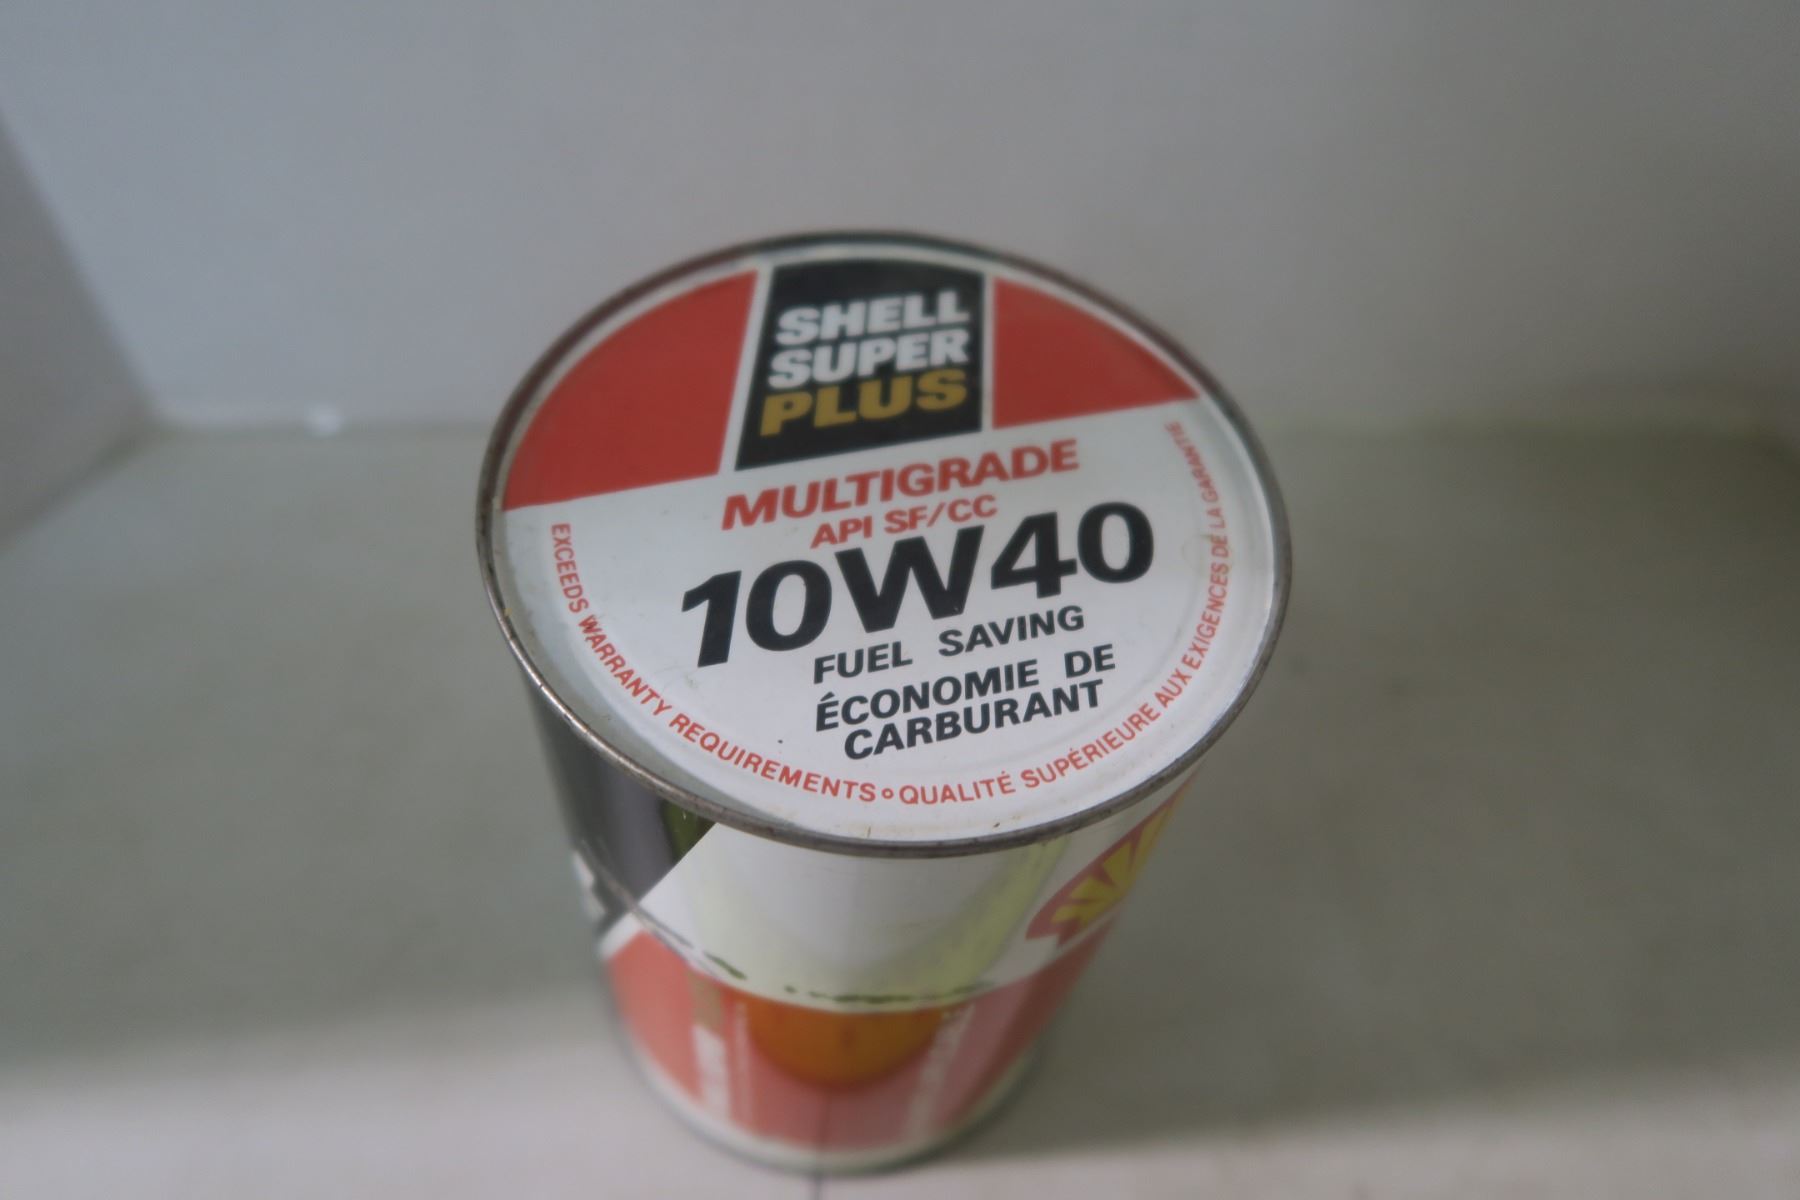 SHELL
SUPER
PLUS
MULTIGRADE
API SF/CC
10W40
FUEL SAVING
ÉCONOMIE DE
CARBURANT
EXCEEDS WARRANTY REQUIREMENTS • QUALITÉ SUPÉRIEURE AUX EXIGENCES DE LA GARANTIE